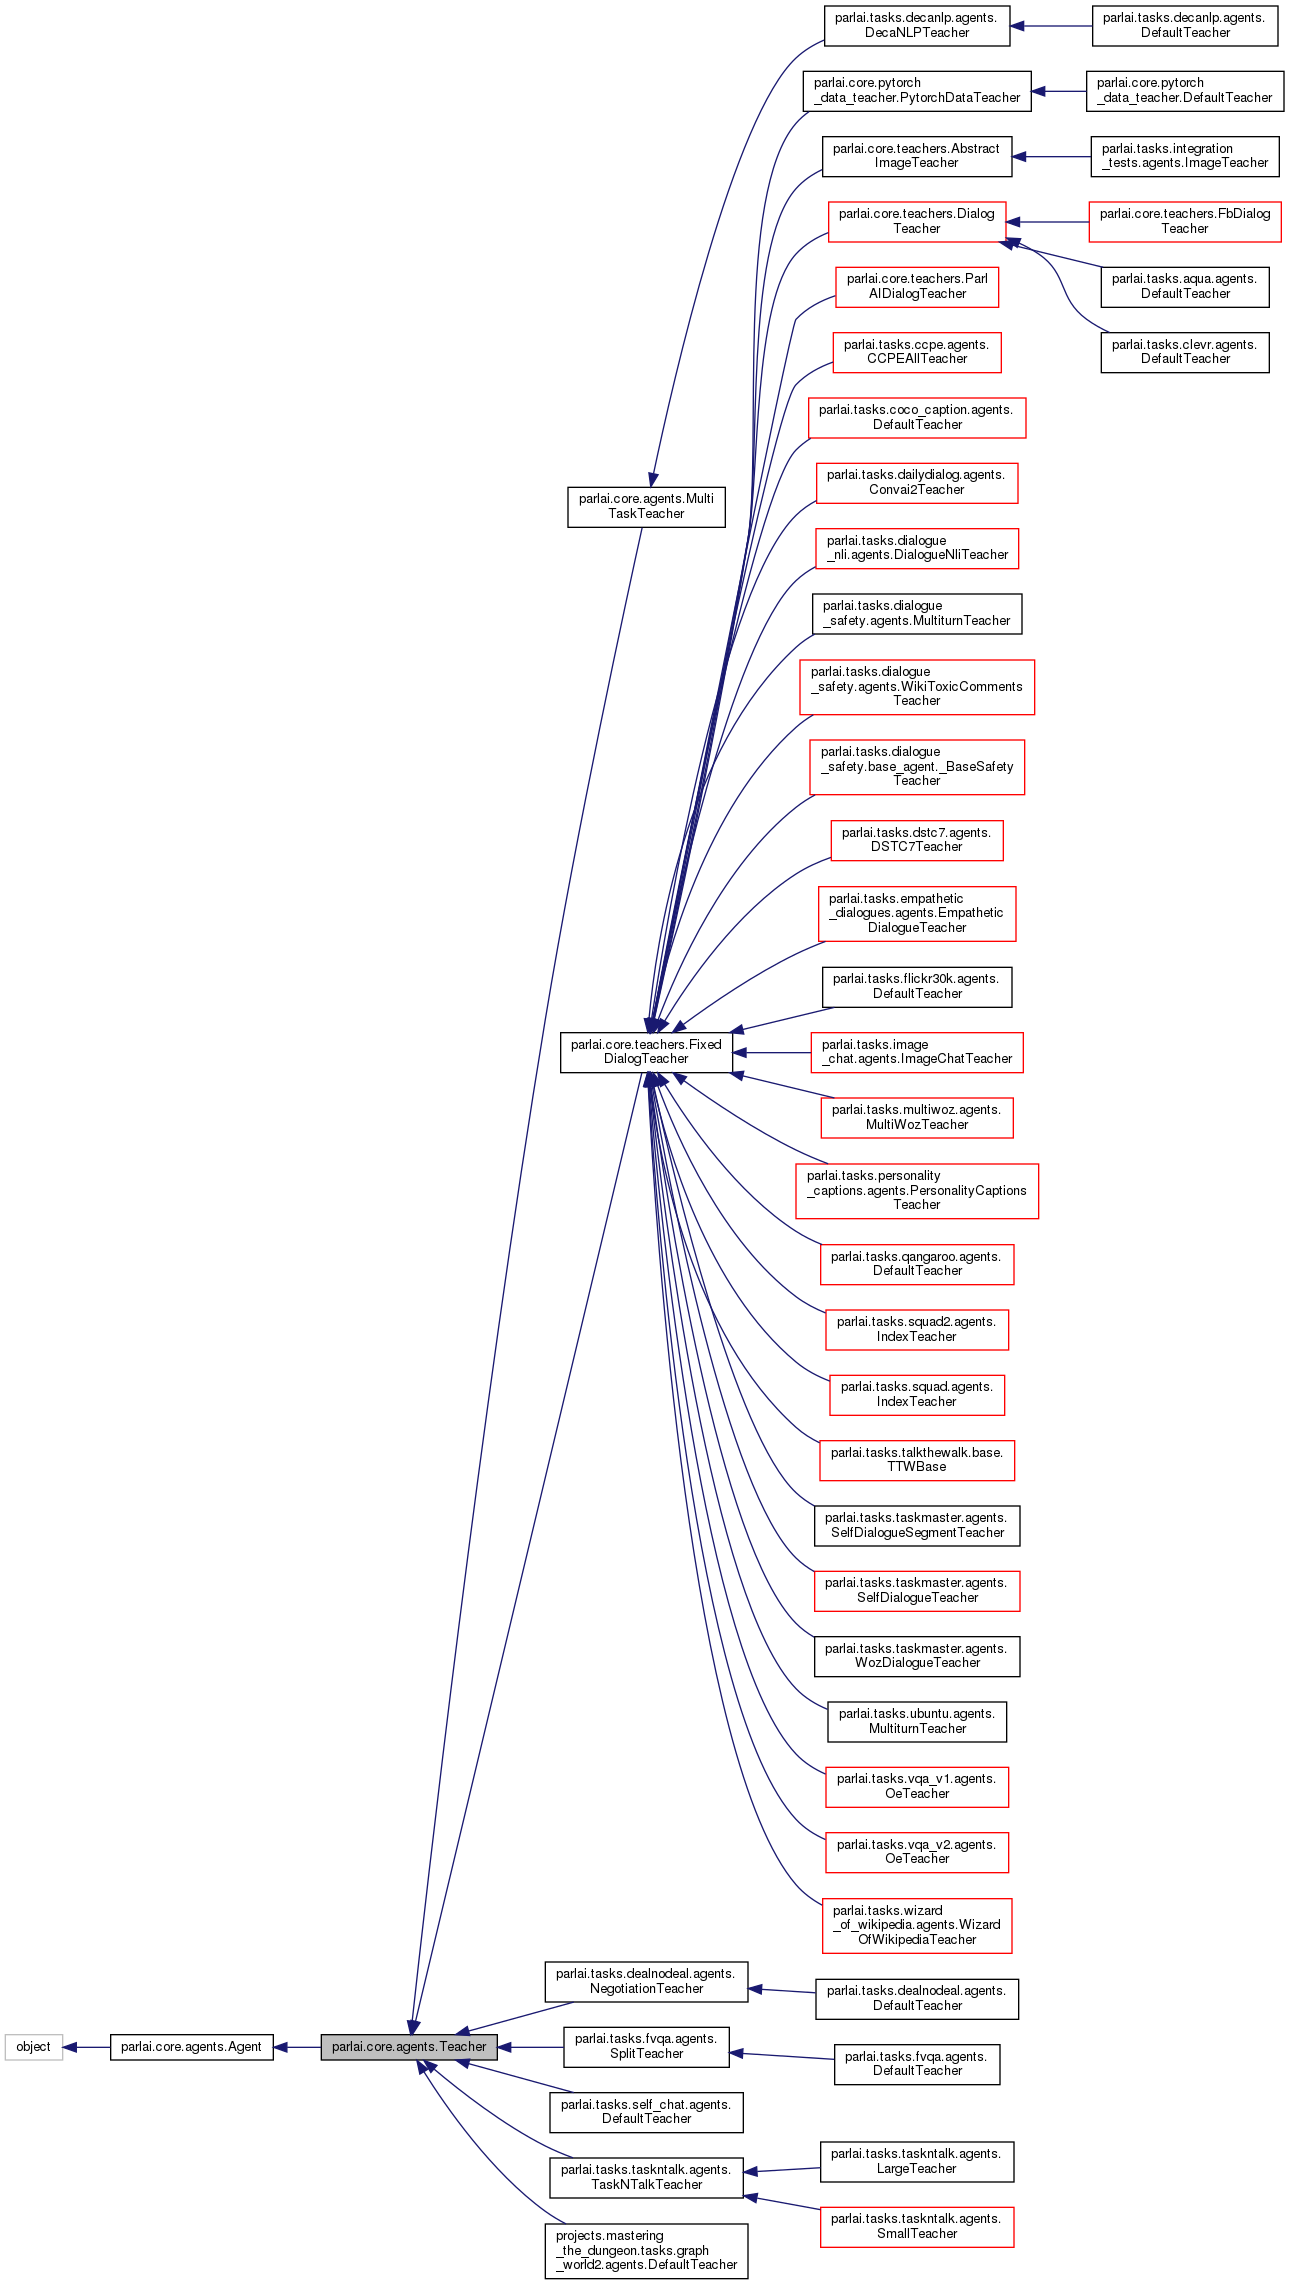 parlai.tasks.decanlp.agents.
DecaNLPTeacher
parlai.tasks.decanlp.agents.
DefaultTeacher
parlai.core.pytorch
_data_teacher.PytorchDataTeacher
parlai.core.pytorch
_data_teacher.DefaultTeacher
parlai.core.teachers.Abstract
ImageTeacher
parlai.tasks.integration
_tests.agents.ImageTeacher
parlai.core.teachers.Dialog
Teacher
parlai.core.teachers.FbDialog
Teacher
parlai.core.teachers.Parl
AIDialogTeacher
parlai.tasks.aqua.agents.
DefaultTeacher
parlai.tasks.ccpe.agents.
CCPEAllTeacher
parlai.tasks.clevr.agents.
DefaultTeacher
parlai.tasks.coco_caption.agents.
DefaultTeacher
parlai.tasks.dailydialog.agents.
Convai2Teacher
parlai.core.agents.Multi
TaskTeacher
parlai.tasks.dialogue
_nli.agents.DialogueNliTeacher
parlai.tasks.dialogue
_safety.agents.MultiturnTeacher
parlai.tasks.dialogue
_safety.agents.WikiToxicComments
Teacher
parlai.tasks.dialogue
_safety.base_agent._BaseSafety
Teacher
parlai.tasks.dstc7.agents.
DSTC7Teacher
parlai.tasks.empathetic
_dialogues.agents.Empathetic
DialogueTeacher
parlai.tasks.flickr30k.agents.
DefaultTeacher
parlai.core.teachers.Fixed
DialogTeacher
parlai.tasks.image
_chat.agents.ImageChatTeacher
parlai.tasks.multiwoz.agents.
MultiWozTeacher
parlai.tasks.personality
_captions.agents.PersonalityCaptions
Teacher
parlai.tasks.qangaroo.agents.
DefaultTeacher
parlai.tasks.squad2.agents.
IndexTeacher
parlai.tasks.squad.agents.
IndexTeacher
parlai.tasks.talkthewalk.base.
TTWBase
parlai.tasks.taskmaster.agents.
SelfDialogueSegmentTeacher
parlai.tasks.taskmaster.agents.
SelfDialogueTeacher
parlai.tasks.taskmaster.agents.
WozDialogueTeacher
parlai.tasks.ubuntu.agents.
MultiturnTeacher
parlai.tasks.vqa_v1.agents.
OeTeacher
parlai.tasks.vqa_v2.agents.
OeTeacher
parlai.tasks.wizard
_of_wikipedia.agents.Wizard
OfWikipediaTeacher
parlai.tasks.dealnodeal.agents.
NegotiationTeacher
parlai.tasks.dealnodeal.agents.
DefaultTeacher
object
parlai.core.agents.Agent
parlai.core.agents.Teacher
parlai.tasks.fvqa.agents.
SplitTeacher
parlai.tasks.fvqa.agents.
DefaultTeacher
parlai.tasks.self_chat.agents.
DefaultTeacher
parlai.tasks.taskntalk.agents.
TaskNTalkTeacher
parlai.tasks.taskntalk.agents.
LargeTeacher
parlai.tasks.taskntalk.agents.
SmallTeacher
projects.mastering
_the_dungeon.tasks.graph
_world2.agents.DefaultTeacher